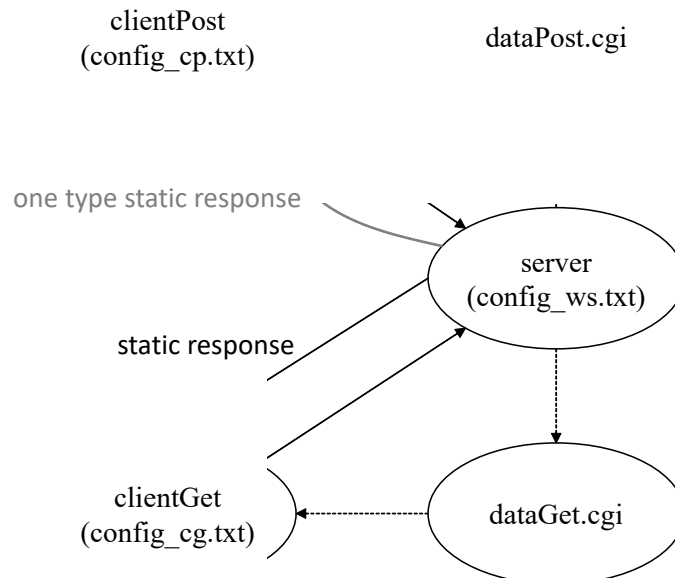 clientPost
(config_cp.txt)
dataPost.cgi
one type static response
server
(config_ws.txt)
static response
clientGet
(config_cg.txt)
dataGet.cgi